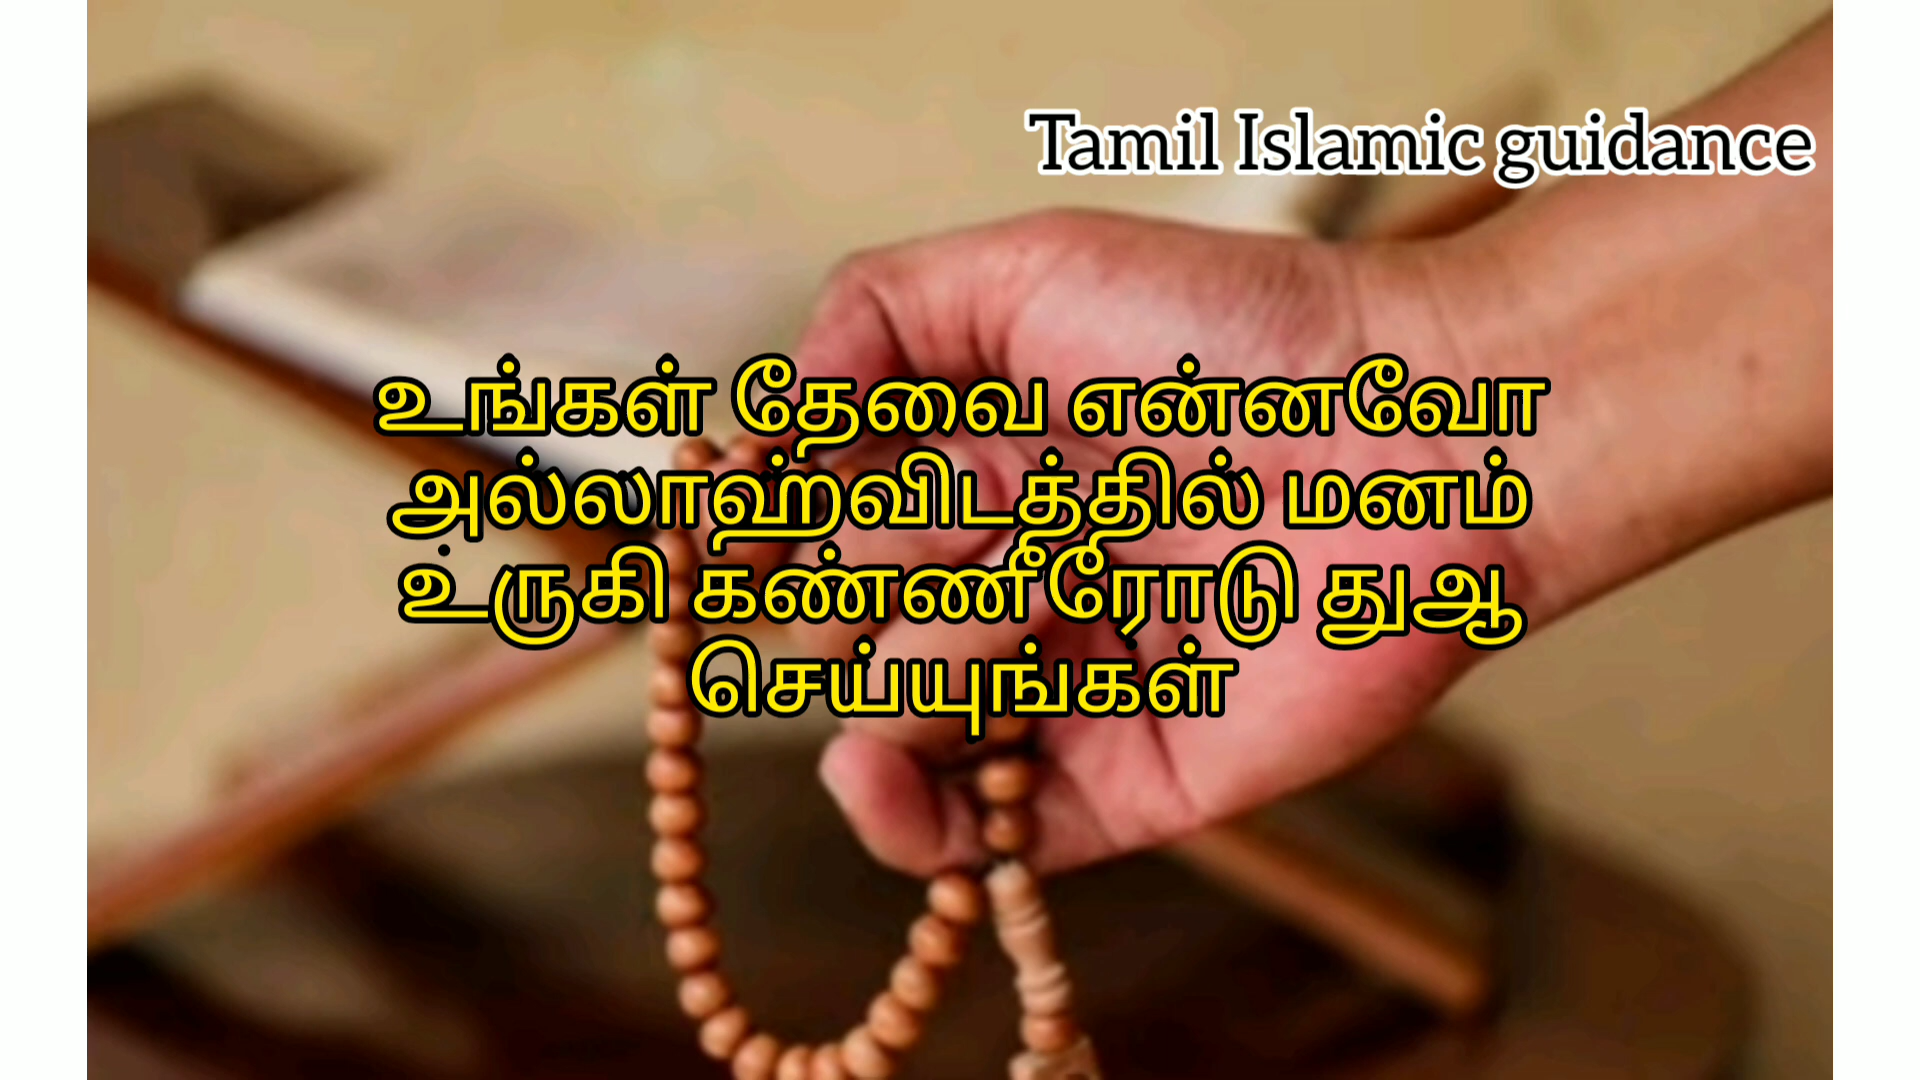 Tamil Islamic guidance
உங்கள் தேவை என்னவோ
அல்லாஹ்விடத்தில் மனம்
உருகி கண்ணீரோடு துஆ
செய்யுங்கள்